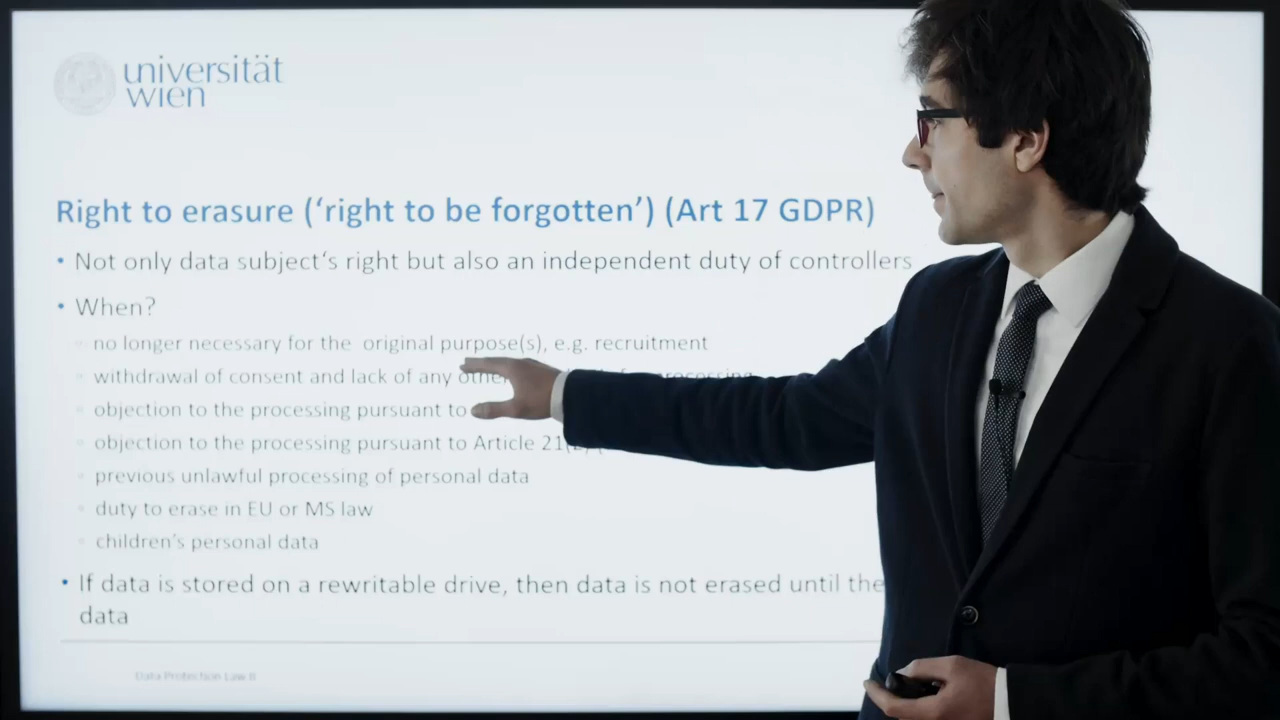 universität
wien
Right to erasure (‘right to be forgotten’) (Art 17 GDPR)
• Not only data subject‘s right but also an independent duty of controllers
• When?
no longer necessary for the original purpose(s), e.g. recruitment
withdrawal of consent and lack of any other processing
objection to the processing pursuant to
objection to the processing pursuant to Article 21(2)
previous unlawful processing of personal data
duty to erase in EU or MS law
children’s personal data
• If data is stored on a rewritable drive, then data is not erased until the
data
Data Protection Law II